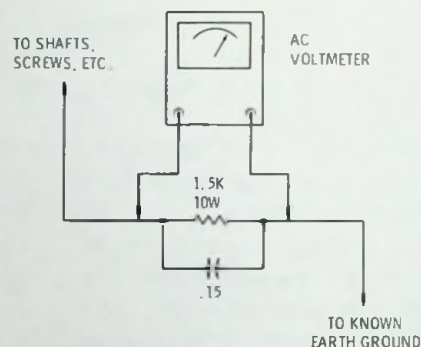 TO SHAFTS,
SCREWS, ETC.
AC
VOLTMETER
1.5K
10W
.15
TO KNOWN
EARTH GROUND